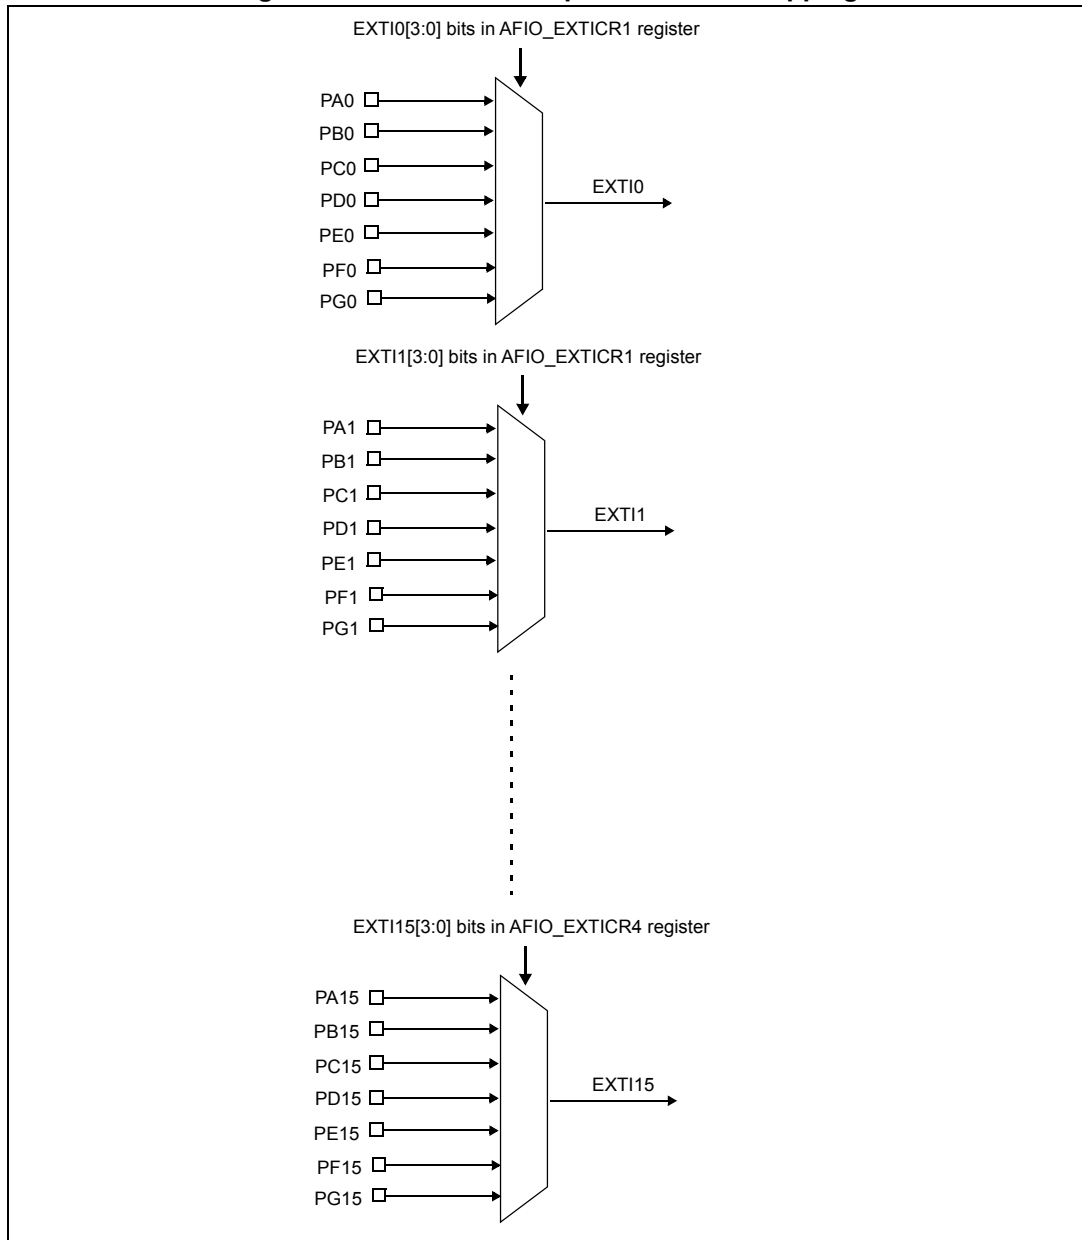 EXTI0[3:0] bits in AFIO_EXTICR1 register
PA0
PB0
PC0
PD0
EXTI0
PE0
PF0
PG0
EXTI1[3:0] bits in AFIO_EXTICR1 register
PA1
PB1
PC1
PD1
EXTI1
PE1
PF1
PG1
EXTI15[3:0] bits in AFIO_EXTICR4 register
PA15
PB15
PC15
PD15
EXTI15
PE15
PF15
PG15